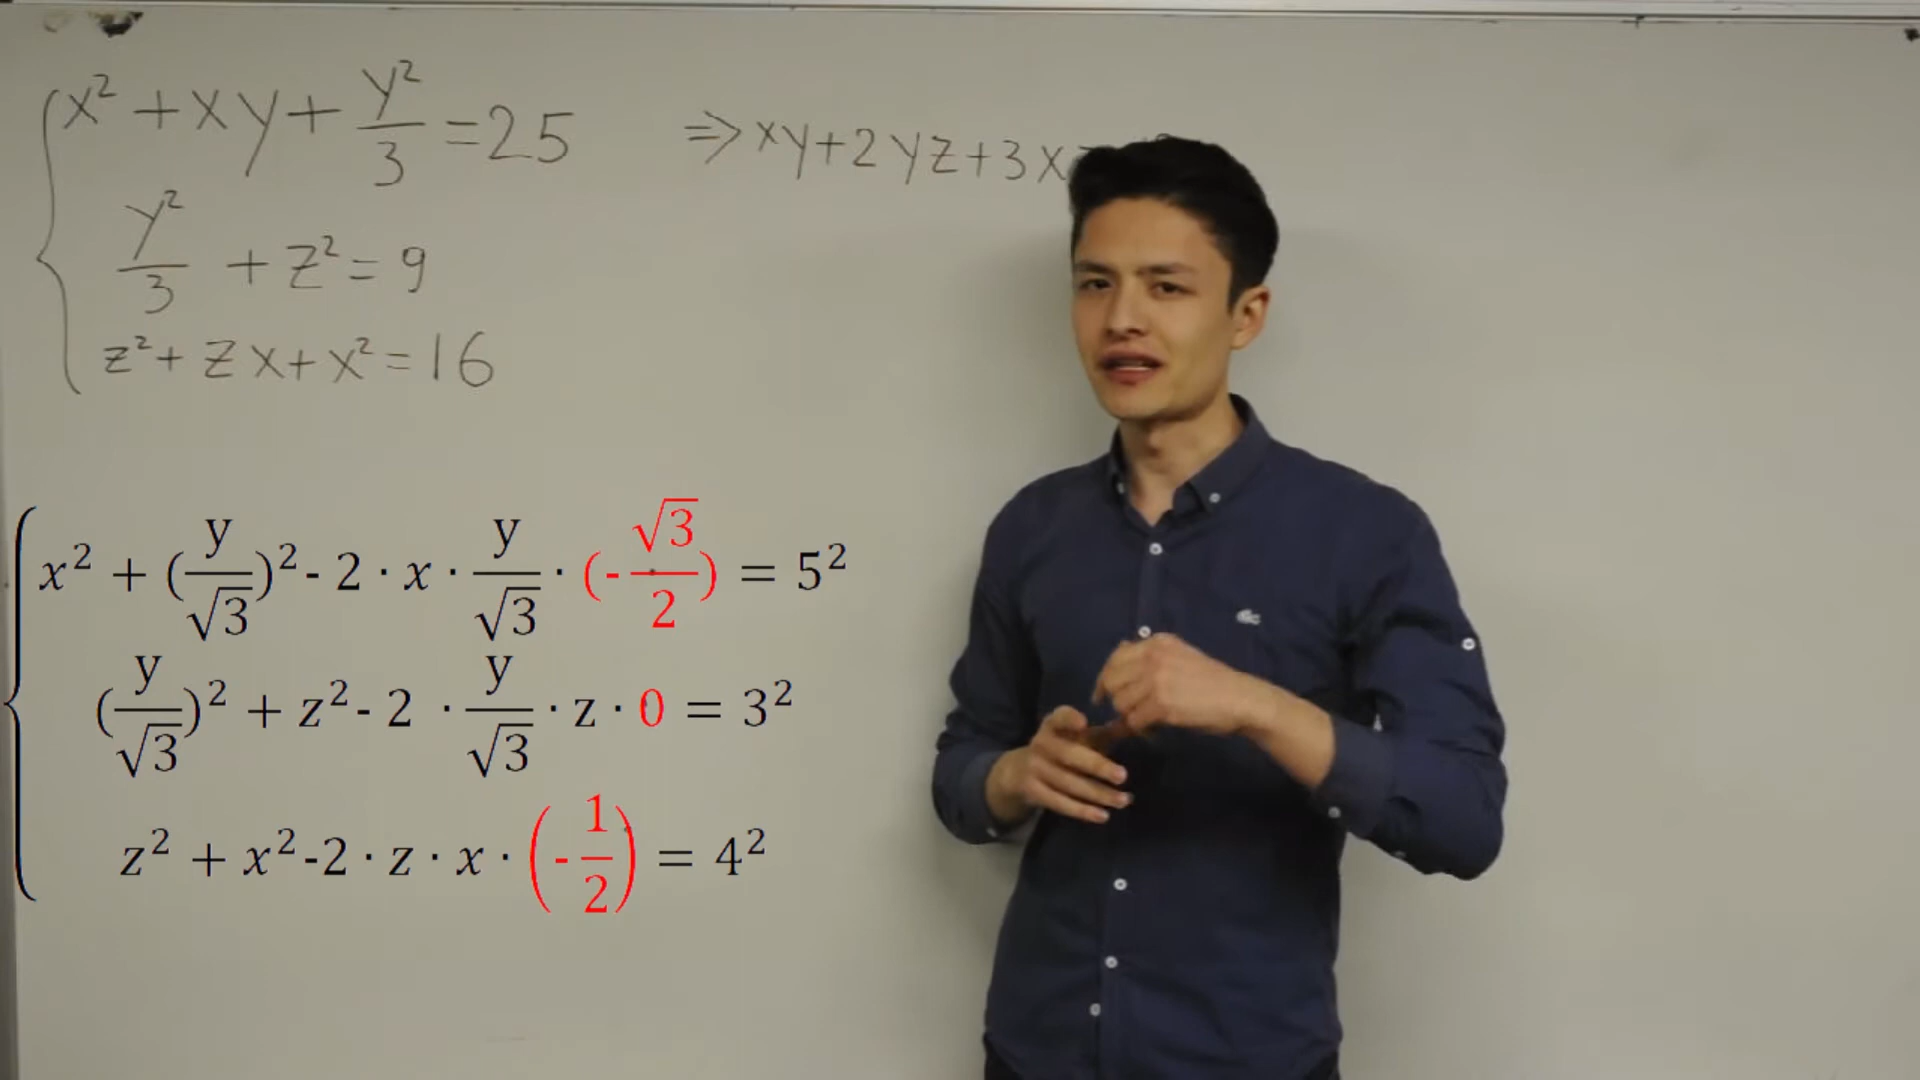 x² + xy + y²/3 = 25
y²/3 + z² = 9
z² + zx + x² = 16
⇒ xy + 2yz + 3x
x² + (y/√3)² - 2 · x · y/√3 · (-√3/2) = 5²
(y/√3)² + z² - 2 · y/√3 · z · 0 = 3²
z² + x² -2 · z · x · (-1/2) = 4²